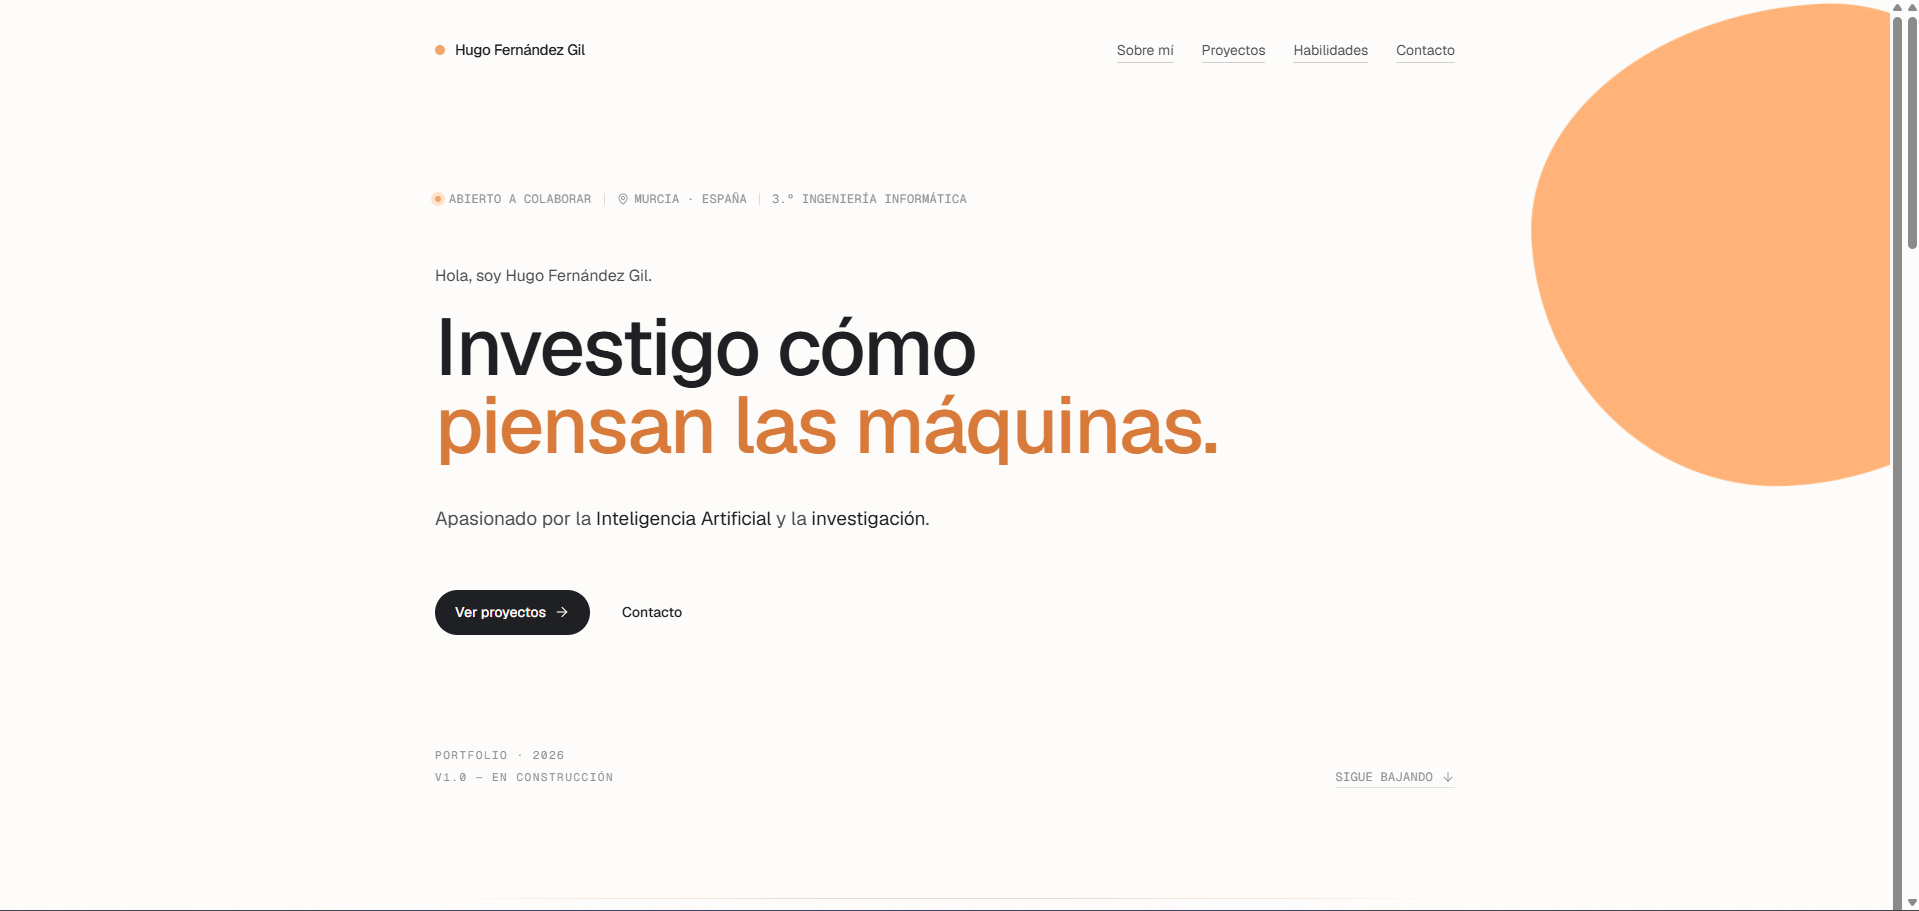 Hugo Fernández Gil
Sobre mí Proyectos Habilidades Contacto
ABIERTO A COLABORAR MURCIA · ESPAÑA 3.º INGENIERÍA INFORMÁTICA
Hola, soy Hugo Fernández Gil.
Investigo cómo
piensan las máquinas.
Apasionado por la Inteligencia Artificial y la investigación.
Ver proyectos → Contacto
PORTFOLIO · 2026
V1.0 — EN CONSTRUCCIÓN
SIGUE BAJANDO ↓